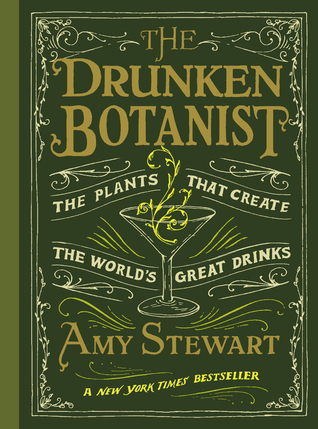 THE
DRUNKEN
BOTANIST
THE PLANTS THAT CREATE
THE WORLD'S GREAT DRINKS
AMY STEWART
A NEW YORK TIMES BESTSELLER